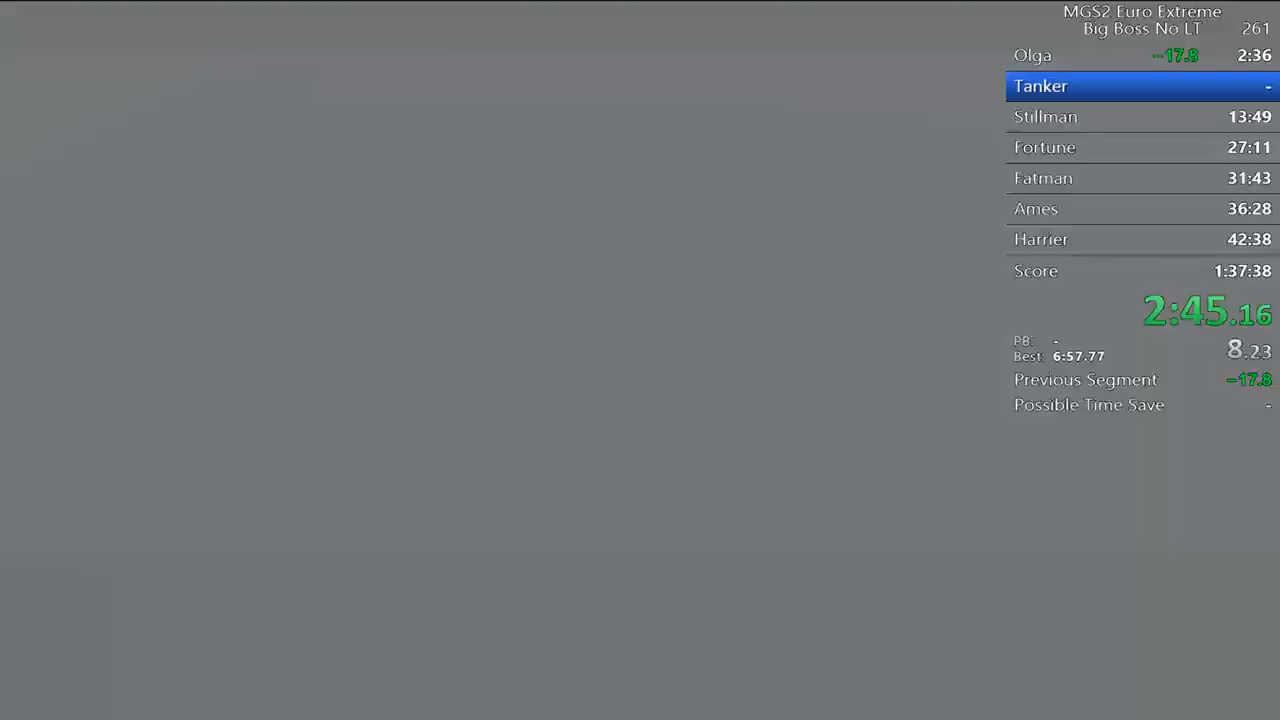 MGS2 Euro Extreme
Big Boss No LT 261
Olga -17.8 2:36
Tanker -
Stillman 13:49
Fortune 27:11
Fatman 31:43
Ames 36:28
Harrier 42:38
Score 1:37:38
2:45.16
PB: - 8.23
Best: 6:57.77
Previous Segment -17.8
Possible Time Save -